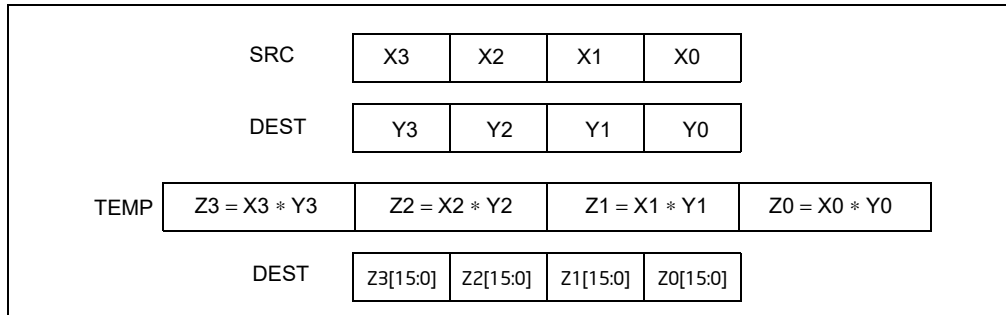 SRC X3 X2 X1 X0
DEST Y3 Y2 Y1 Y0
TEMP Z3 = X3 ∗ Y3 Z2 = X2 ∗ Y2 Z1 = X1 ∗ Y1 Z0 = X0 ∗ Y0
DEST Z3[15:0] Z2[15:0] Z1[15:0] Z0[15:0]